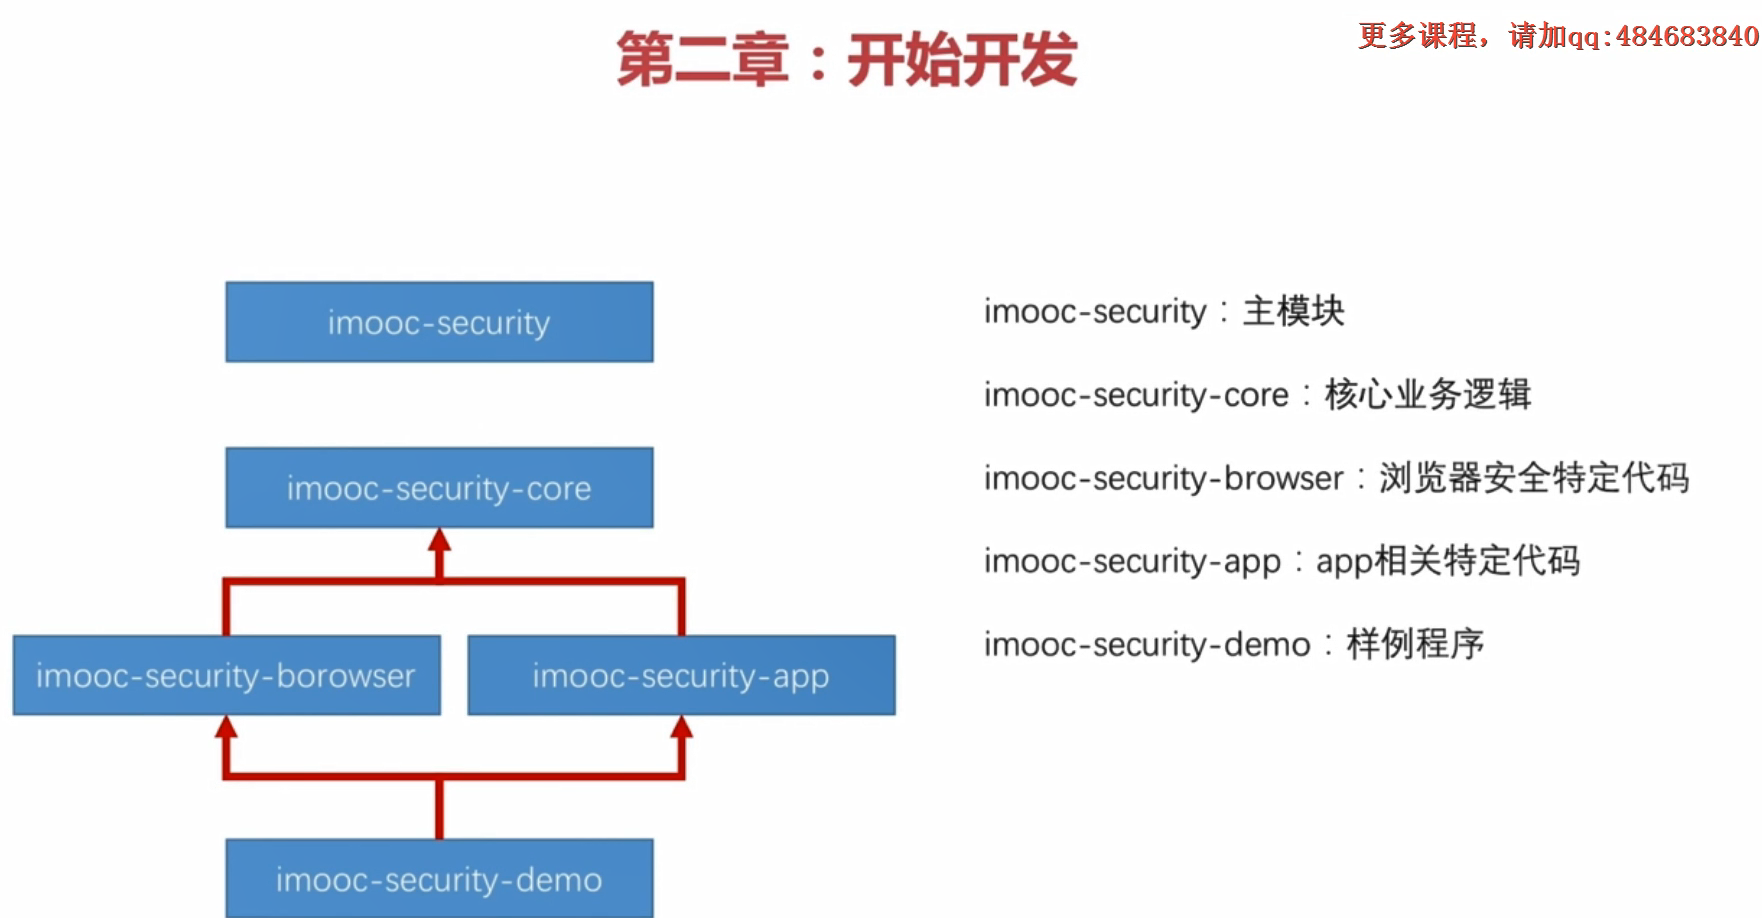 更多课程，请加qq:484683840
第二章：开始开发
imooc-security
imooc-security-core
imooc-security-borowser
imooc-security-app
imooc-security-demo
imooc-security：主模块
imooc-security-core：核心业务逻辑
imooc-security-browser：浏览器安全特定代码
imooc-security-app：app相关特定代码
imooc-security-demo：样例程序